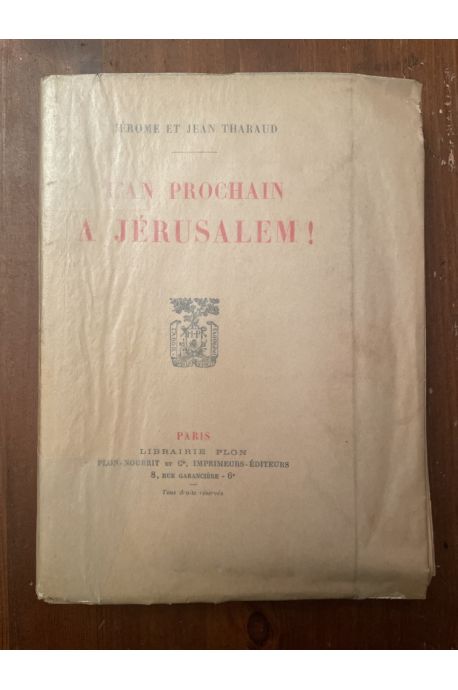 JÉROME ET JEAN THARAUD
L'AN PROCHAIN
A JÉRUSALEM !
PARIS
LIBRAIRIE PLON
PLON-NOURRIT ET Cie, IMPRIMEURS-ÉDITEURS
8, RUE GARANCIÈRE - 6e
Tous droits réservés